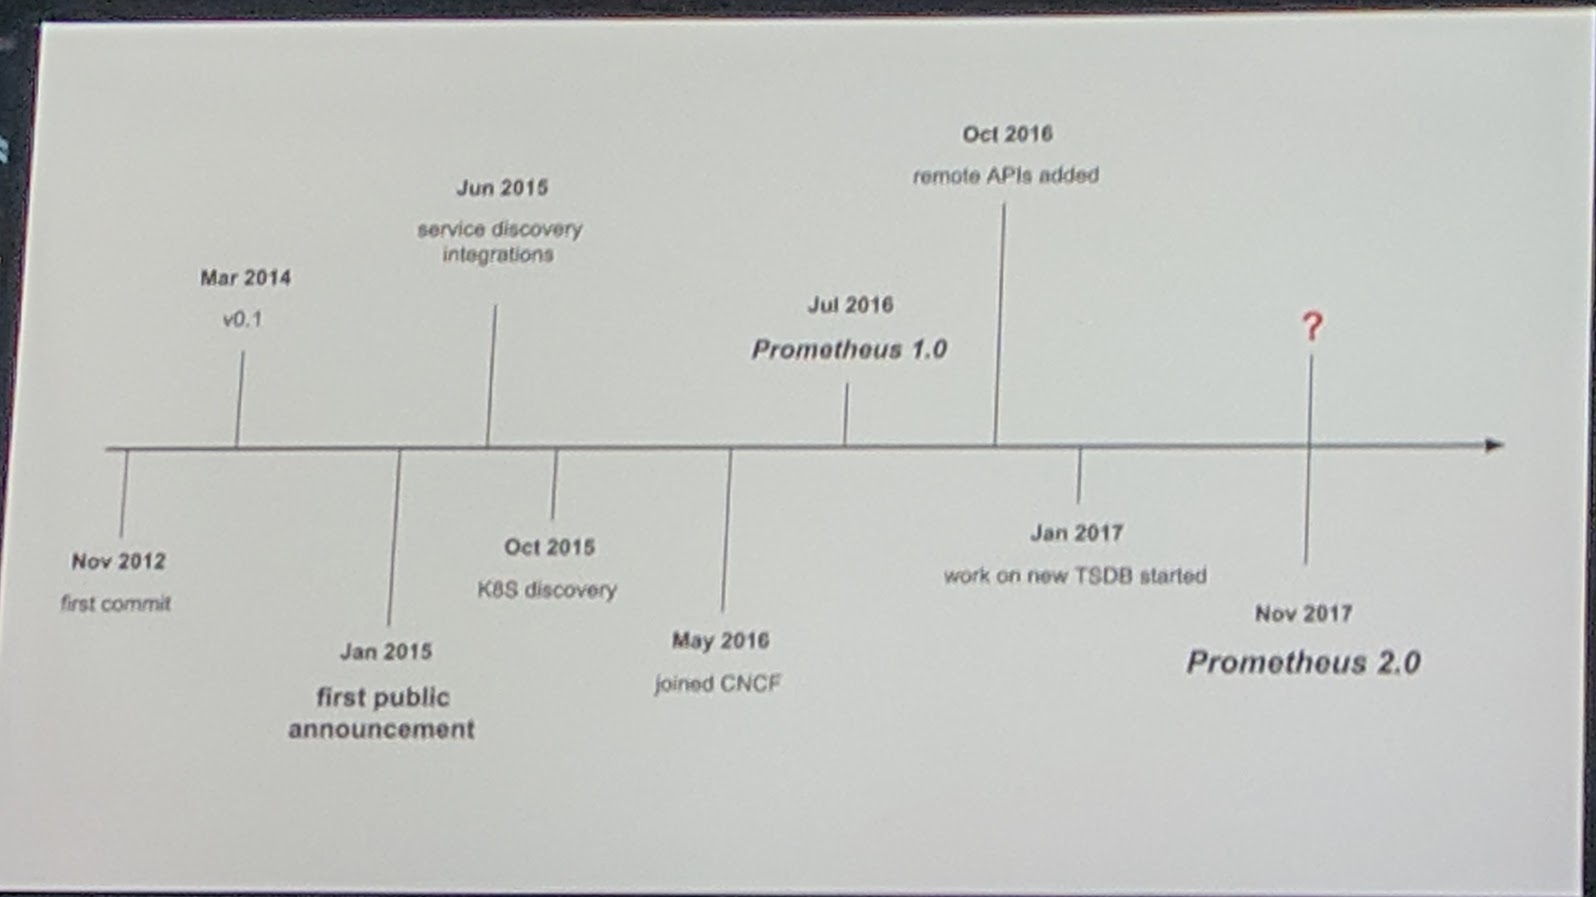 Oct 2016
remote APIs added
Jun 2015
service discovery
integrations
Mar 2014
v0.1
Jul 2016
Prometheus 1.0
?
Nov 2012
first commit
Oct 2015
K8S discovery
Jan 2015
first public
announcement
May 2016
joined CNCF
Jan 2017
work on new TSDB started
Nov 2017
Prometheus 2.0